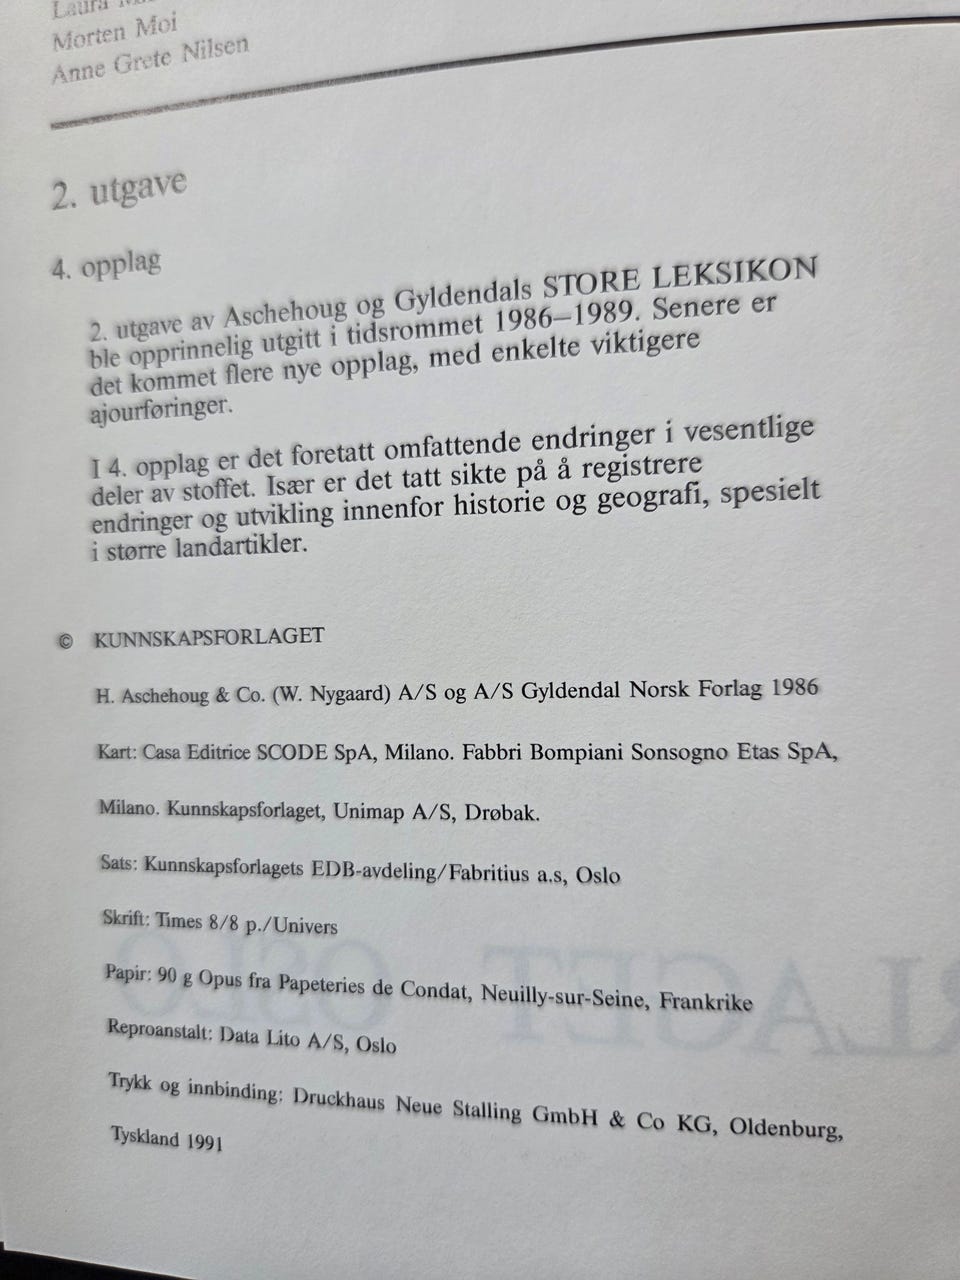 Laura
Morten Moi
Anne Grete Nilsen
2. utgave
4. opplag
2. utgave av Aschehoug og Gyldendals STORE LEKSIKON
ble opprinnelig utgitt i tidsrommet 1986–1989. Senere er
det kommet flere nye opplag, med enkelte viktigere
ajourføringer.
I 4. opplag er det foretatt omfattende endringer i vesentlige
deler av stoffet. Især er det tatt sikte på å registrere
endringer og utvikling innenfor historie og geografi, spesielt
i større landartikler.
© KUNNSKAPSFORLAGET
H. Aschehoug & Co. (W. Nygaard) A/S og A/S Gyldendal Norsk Forlag 1986
Kart: Casa Editrice SCODE SpA, Milano. Fabbri Bompiani Sonsogno Etas SpA,
Milano. Kunnskapsforlaget, Unimap A/S, Drøbak.
Sats: Kunnskapsforlagets EDB-avdeling/Fabritius a.s, Oslo
Skrift: Times 8/8 p./Univers
Papir: 90 g Opus fra Papeteries de Condat, Neuilly-sur-Seine, Frankrike
Reproanstalt: Data Lito A/S, Oslo
Trykk og innbinding: Druckhaus Neue Stalling GmbH & Co KG, Oldenburg,
Tyskland 1991